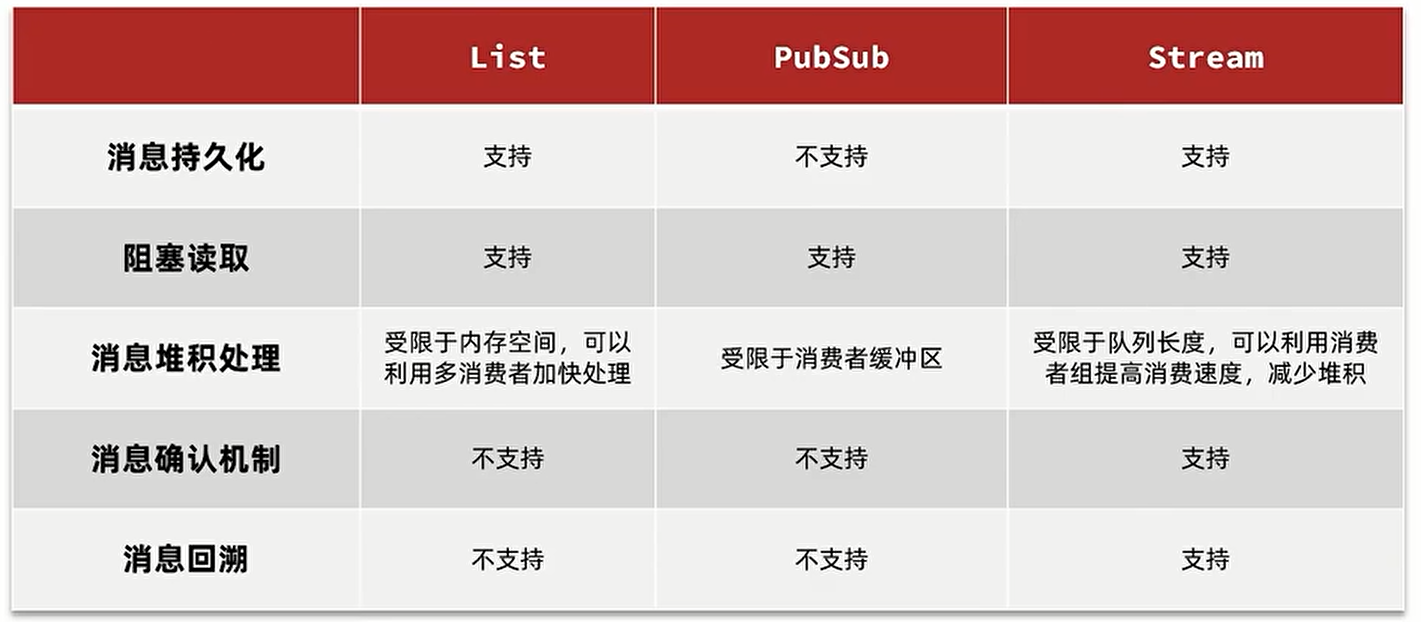 List PubSub Stream
消息持久化 支持 不支持 支持
阻塞读取 支持 支持 支持
消息堆积处理 受限于内存空间，可以 受限于消费者缓冲区 受限于队列长度，可以利用消费
利用多消费者加快处理 者组提高消费速度，减少堆积
消息确认机制 不支持 不支持 支持
消息回溯 不支持 不支持 支持